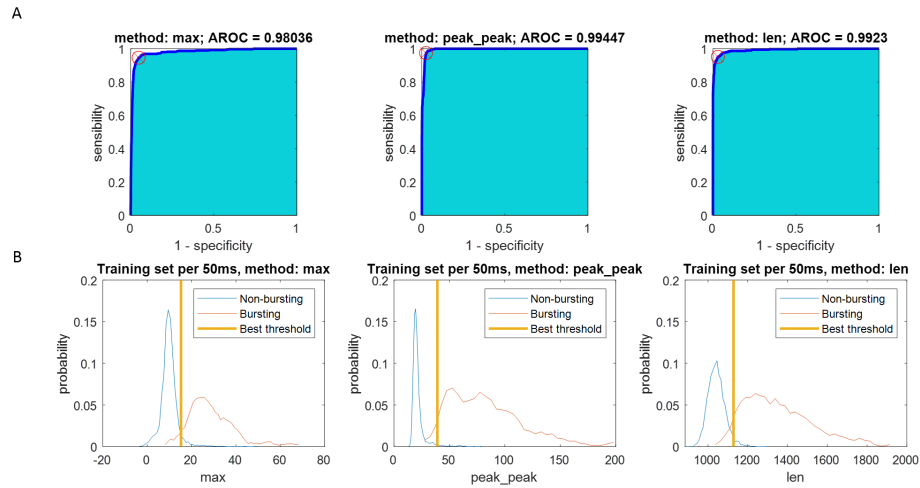 A
method: max; AROC = 0.98036
method: peak_peak; AROC = 0.99447
method: len; AROC = 0.9923
sensibility
1
0.8
0.6
0.4
0.2
0
0 0.5 1
1 - specificity
sensibility
1
0.8
0.6
0.4
0.2
0
0 0.5 1
1 - specificity
sensibility
1
0.8
0.6
0.4
0.2
0
0 0.5 1
1 - specificity
B
Training set per 50ms, method: max
probability
0.2
0.15
0.1
0.05
0
Non-bursting
Bursting
Best threshold
-20 0 20 40 60 80
max
Training set per 50ms, method: peak_peak
probability
0.2
0.15
0.1
0.05
0
Non-bursting
Bursting
Best threshold
0 50 100 150 200
peak_peak
Training set per 50ms, method: len
probability
0.2
0.15
0.1
0.05
0
Non-bursting
Bursting
Best threshold
1000 1200 1400 1600 1800 2000
len